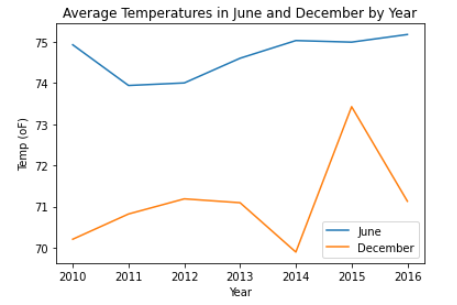 Average Temperatures in June and December by Year
75
74
73
72
71
70
Temp (oF)
2010 2011 2012 2013 2014 2015 2016
Year
June
December